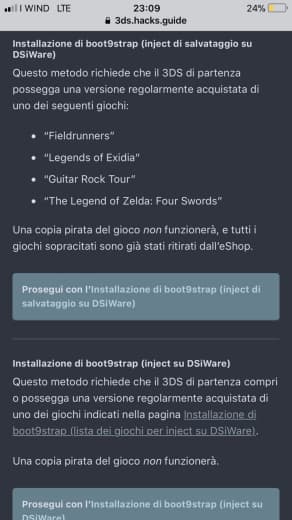 I WIND LTE 23:09 24%
3ds.hacks.guide
Installazione di boot9strap (inject di salvataggio su
DSiWare)
Questo metodo richiede che il 3DS di partenza
possegga una versione regolarmente acquistata di
uno dei seguenti giochi:
• “Fieldrunners”
• “Legends of Exidia”
• “Guitar Rock Tour”
• “The Legend of Zelda: Four Swords”
Una copia pirata del gioco non funzionerà, e tutti i
giochi sopracitati sono già stati ritirati dall’eShop.
Prosegui con l’Installazione di boot9strap (inject di
salvataggio su DSiWare)
Installazione di boot9strap (inject su DSiWare)
Questo metodo richiede che il 3DS di partenza compri
o possegga una versione regolarmente acquistata di
uno dei giochi indicati nella pagina Installazione di
boot9strap (lista dei giochi per inject su DSiWare).
Una copia pirata del gioco non funzionerà.
Prosegui con l’Installazione di boot9strap (inject su
DSiWare)